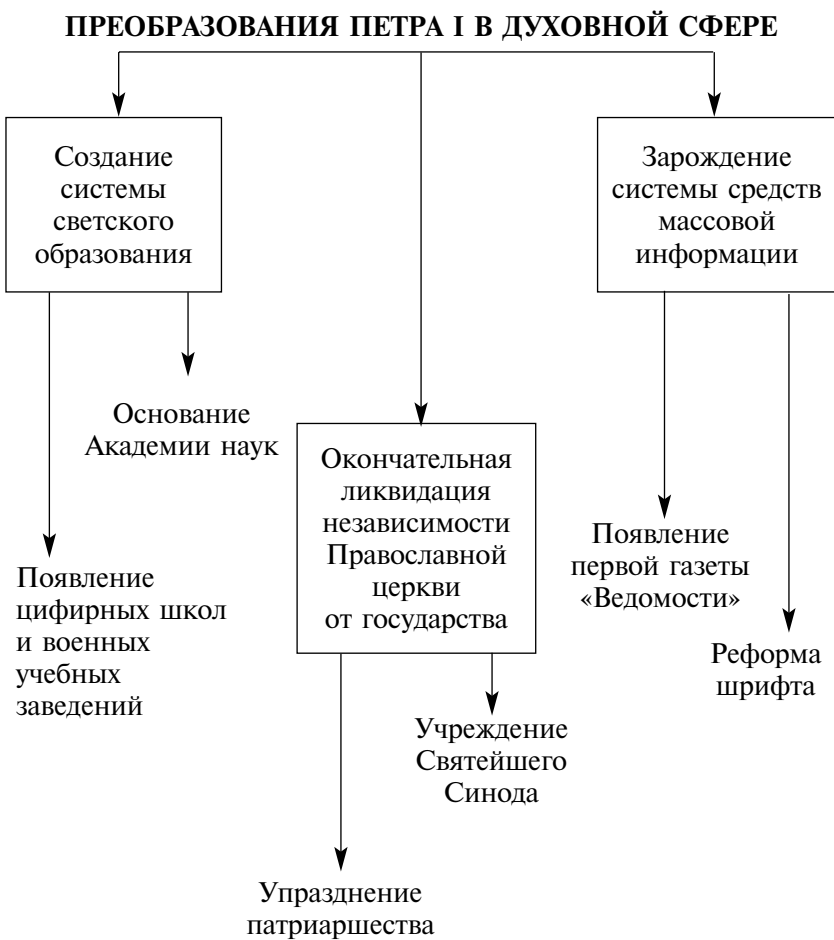 ПРЕОБРАЗОВАНИЯ ПЕТРА I В ДУХОВНОЙ СФЕРЕ
Создание
системы
светского
образования
Основание
Академии наук
Появление
цифирных школ
и военных
учебных
заведений
Окончательная
ликвидация
независимости
Православной
церкви
от государства
Учреждение
Святейшего
Синода
Упразднение
патриаршества
Зарождение
системы средств
массовой
информации
Появление
первой газеты
«Ведомости»
Реформа
шрифта